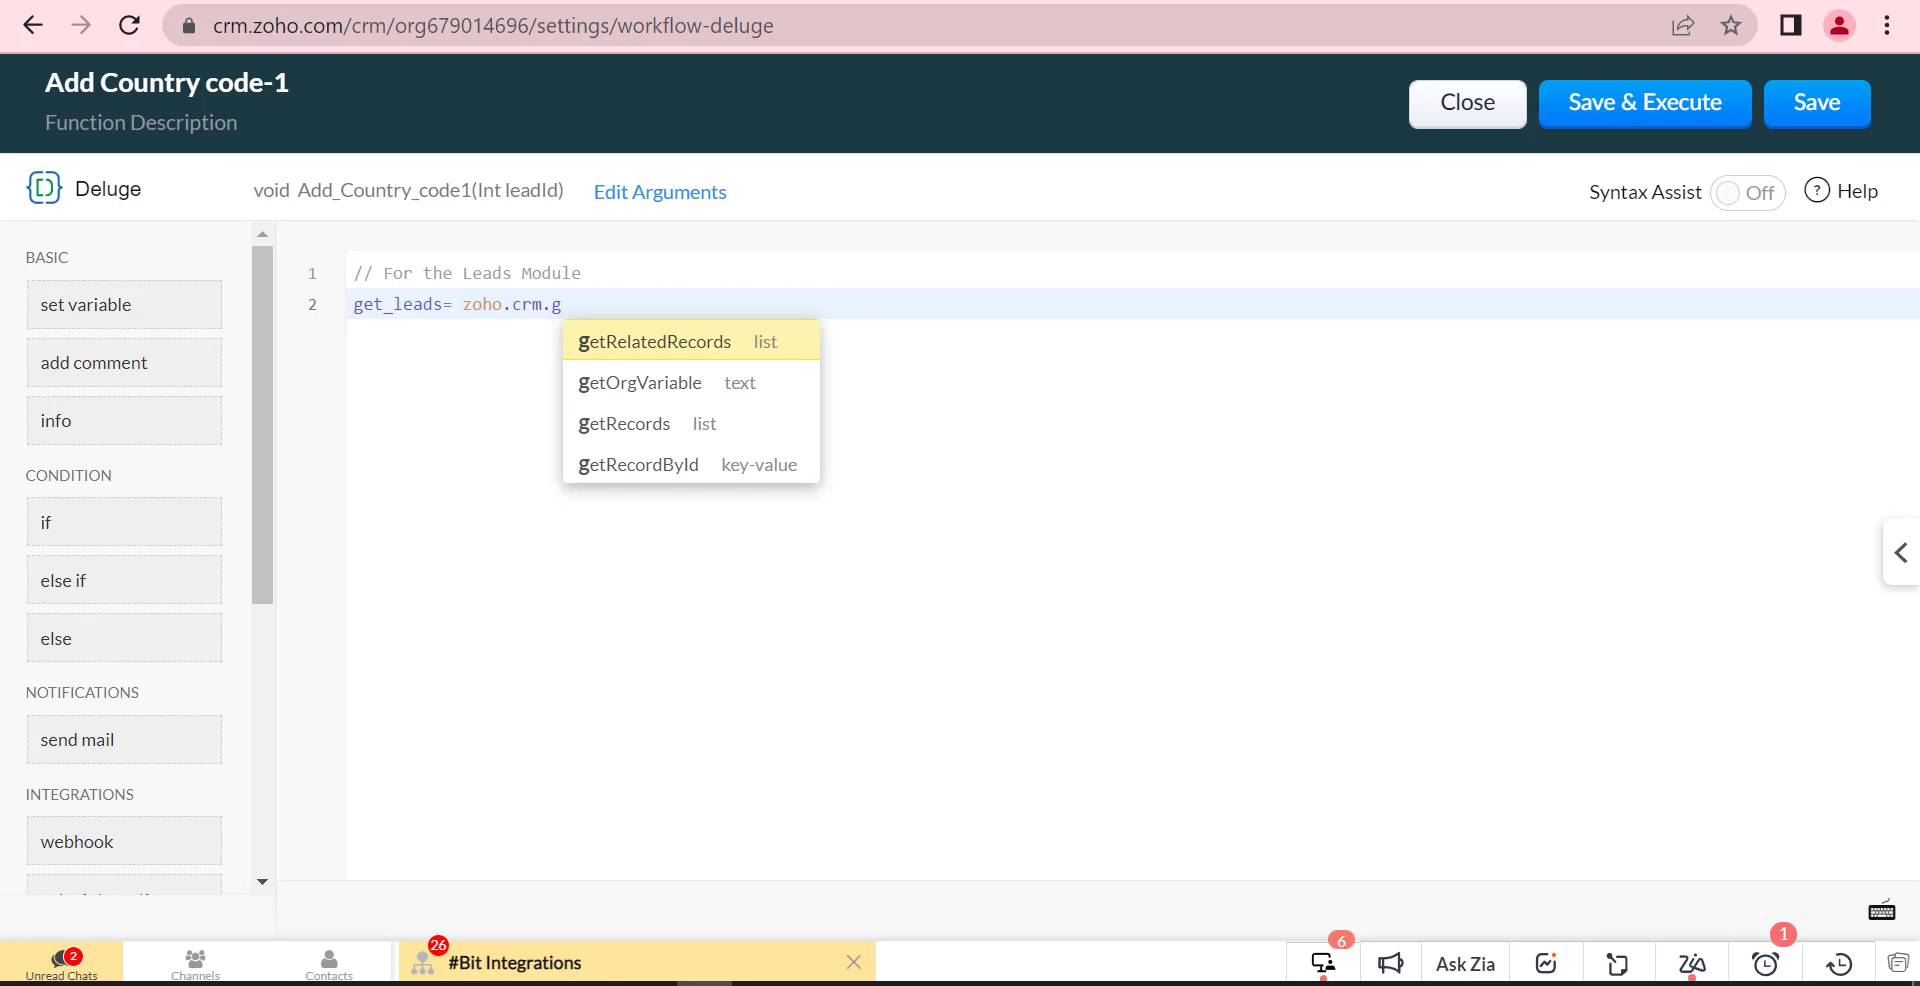 crm.zoho.com/crm/org679014696/settings/workflow-deluge
Add Country code-1
Function Description
Close
Save & Execute
Save
Deluge
void Add_Country_code1(Int leadId)
Edit Arguments
Syntax Assist
Off
? Help
BASIC
set variable
add comment
info
CONDITION
if
else if
else
NOTIFICATIONS
send mail
INTEGRATIONS
webhook
1 // For the Leads Module
2 get_leads= zoho.crm.g
getRelatedRecords list
getOrgVariable text
getRecords list
getRecordById key-value
2
Unread Chats
Channels
Contacts
26
#Bit Integrations
6
Ask Zia
1